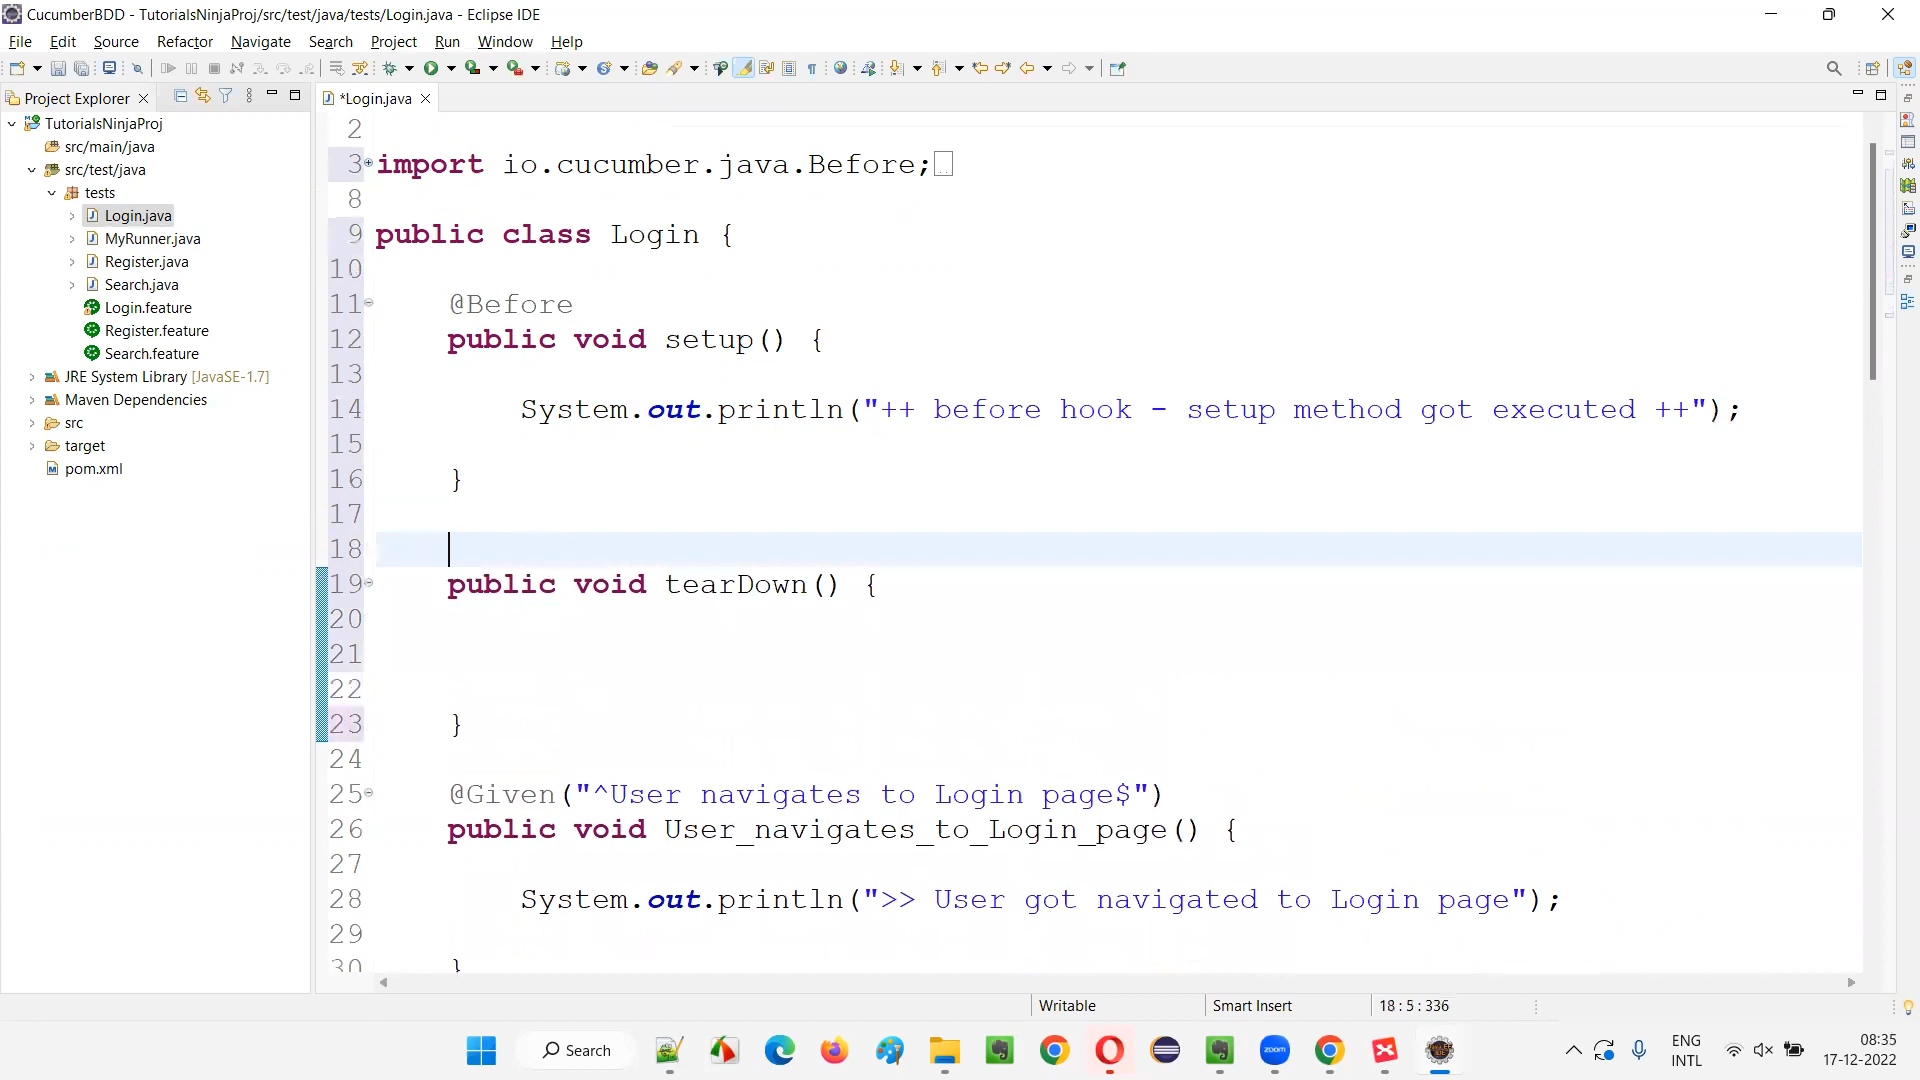 CucumberBDD - TutorialsNinjaProj/src/test/java/tests/Login.java - Eclipse IDE
File Edit Source Refactor Navigate Search Project Run Window Help
Project Explorer
*Login.java
TutorialsNinjaProj
src/main/java
src/test/java
tests
Login.java
MyRunner.java
Register.java
Search.java
Login.feature
Register.feature
Search.feature
JRE System Library [JavaSE-1.7]
Maven Dependencies
src
target
pom.xml
2
3 import io.cucumber.java.Before;
8
9 public class Login {
10
11 @Before
12 public void setup() {
13
14 System.out.println("++ before hook - setup method got executed ++");
15
16 }
17
18
19 public void tearDown() {
20
21
22
23 }
24
25 @Given("^User navigates to Login page$")
26 public void User_navigates_to_Login_page() {
27
28 System.out.println(">> User got navigated to Login page");
29
30 }
Writable Smart Insert 18 : 5 : 336
Search
zoom
ENG
INTL
08:35
17-12-2022